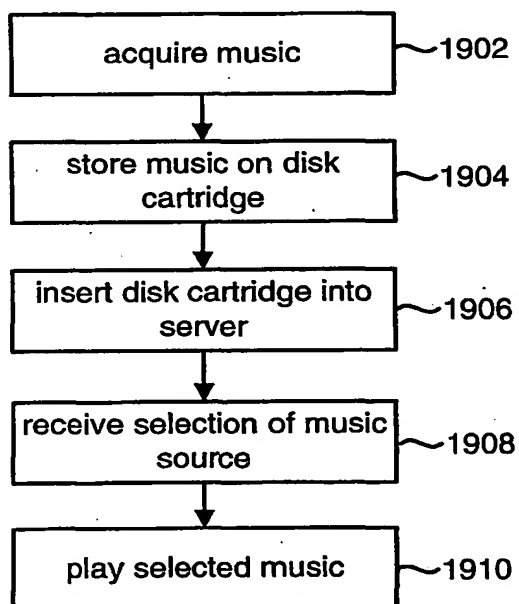 acquire music
1902
store music on disk
cartridge
1904
insert disk cartridge into
server
1906
receive selection of music
source
1908
play selected music
1910